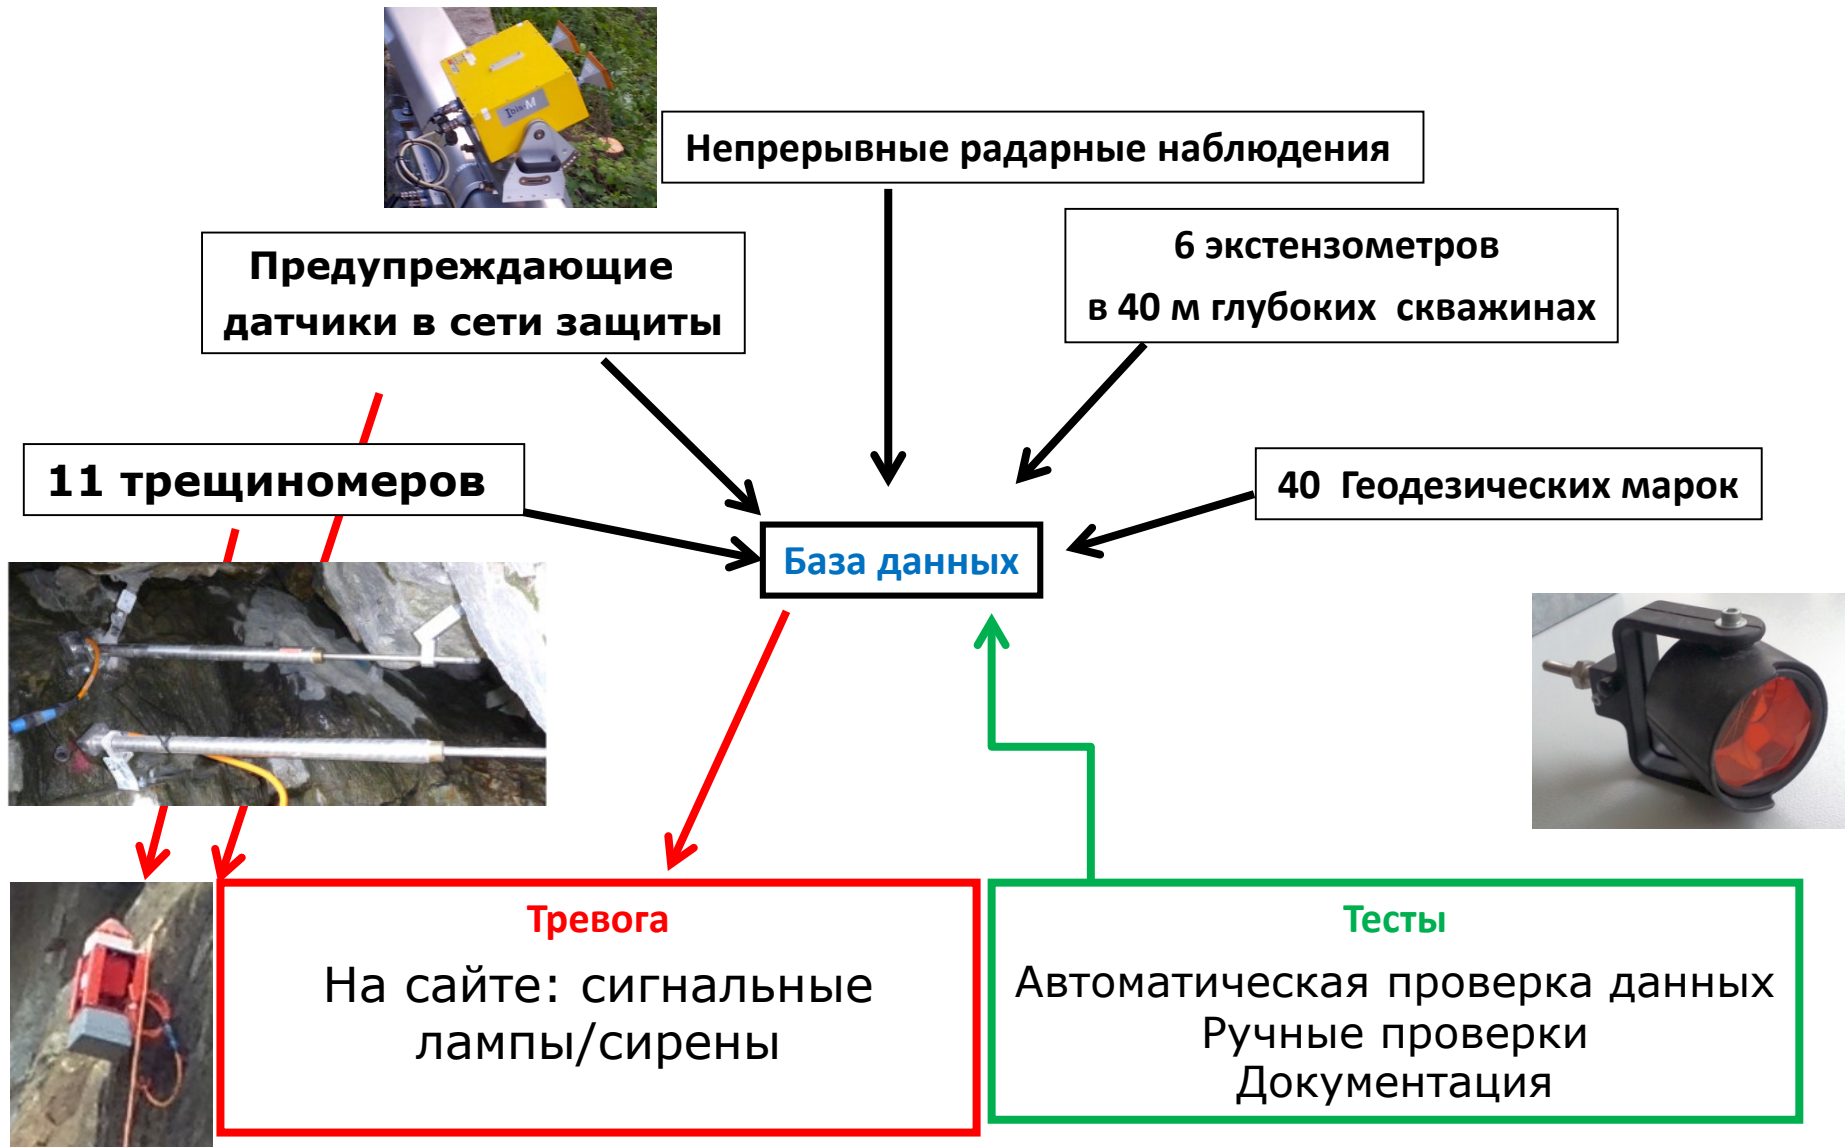 Ibis-M
Непрерывные радарные наблюдения
Предупреждающие
датчики в сети защиты
6 экстензометров
в 40 м глубоких скважинах
11 трещиномеров
40 Геодезических марок
База данных
Тревога
На сайте: сигнальные
лампы/сирены
Тесты
Автоматическая проверка данных
Ручные проверки
Документация